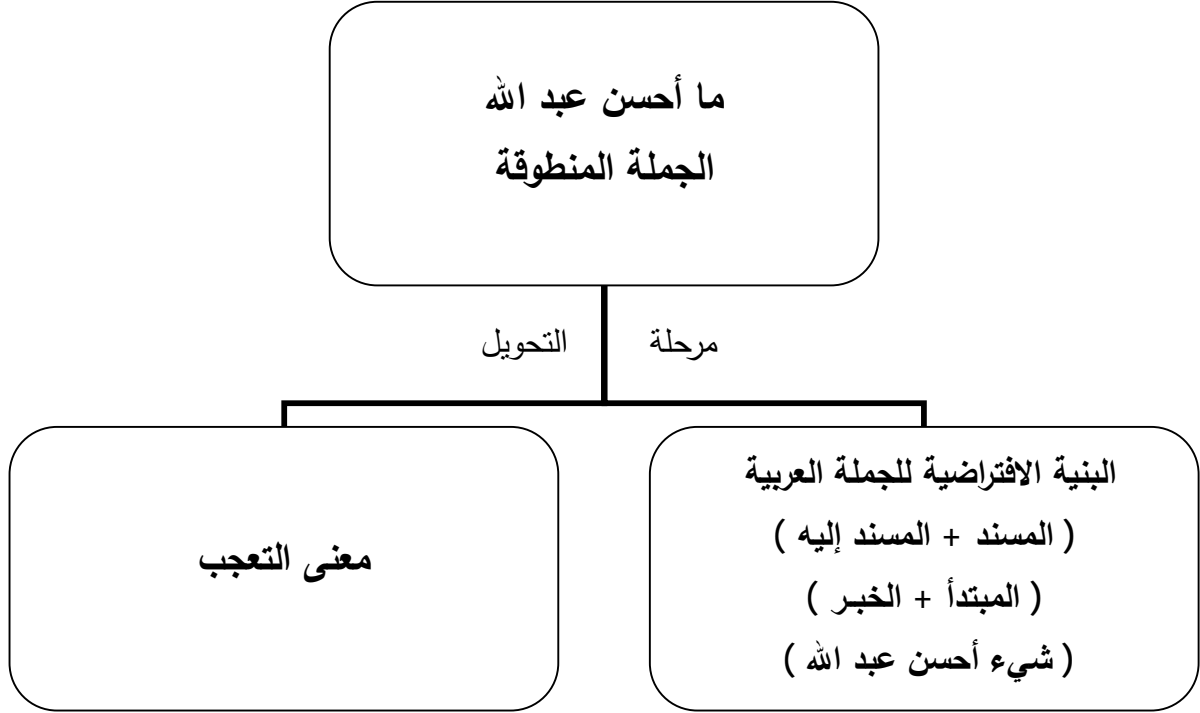 ما أحسن عبد الله
الجملة المنطوقة
مرحلة التحويل
البنية الافتراضية للجملة العربية
( المسند + المسند إليه )
( المبتدأ + الخبـر )
( شيء أحسن عبد الله )
معنى التعجب